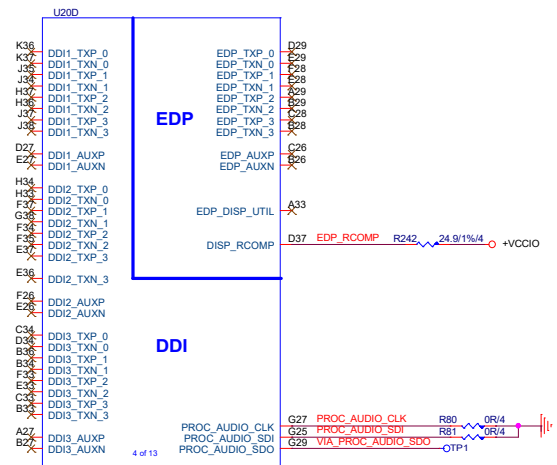 U20D
K36 DDI1_TXP_0 EDP_TXP_0 D29
K37 DDI1_TXN_0 EDP_TXN_0 E29
J35 DDI1_TXP_1 EDP_TXP_1 F28
J34 DDI1_TXN_1 EDP_TXN_1 E28
H37 DDI1_TXP_2 EDP_TXP_2 A29
H36 DDI1_TXN_2 EDP_TXN_2 B29
J37 DDI1_TXP_3 EDP_TXP_3 C28
J38 DDI1_TXN_3 EDP_TXN_3 B28
EDP
D27 DDI1_AUXP EDP_AUXP C26
E27 DDI1_AUXN EDP_AUXN B26
H34 DDI2_TXP_0
H33 DDI2_TXN_0
F37 DDI2_TXP_1 EDP_DISP_UTIL A33
G38 DDI2_TXN_1
F34 DDI2_TXP_2
F35 DDI2_TXN_2 DISP_RCOMP D37 EDP_RCOMP R242 24.9/1%/4 +VCCIO
E37 DDI2_TXP_3
E36 DDI2_TXN_3
F26 DDI2_AUXP
E26 DDI2_AUXN
C34 DDI3_TXP_0
D34 DDI3_TXN_0
B36 DDI3_TXP_1
B34 DDI3_TXN_1
F33 DDI3_TXP_2
E33 DDI3_TXN_2
C33 DDI3_TXP_3
B33 DDI3_TXN_3
DDI
PROC_AUDIO_CLK G27 PROC_AUDIO_CLK R80 0R/4
A27 DDI3_AUXP PROC_AUDIO_SDI G25 PROC_AUDIO_SDI R81 0R/4
B27 DDI3_AUXN 4 of 13 PROC_AUDIO_SDO G29 VIA_PROC_AUDIO_SDO TP1